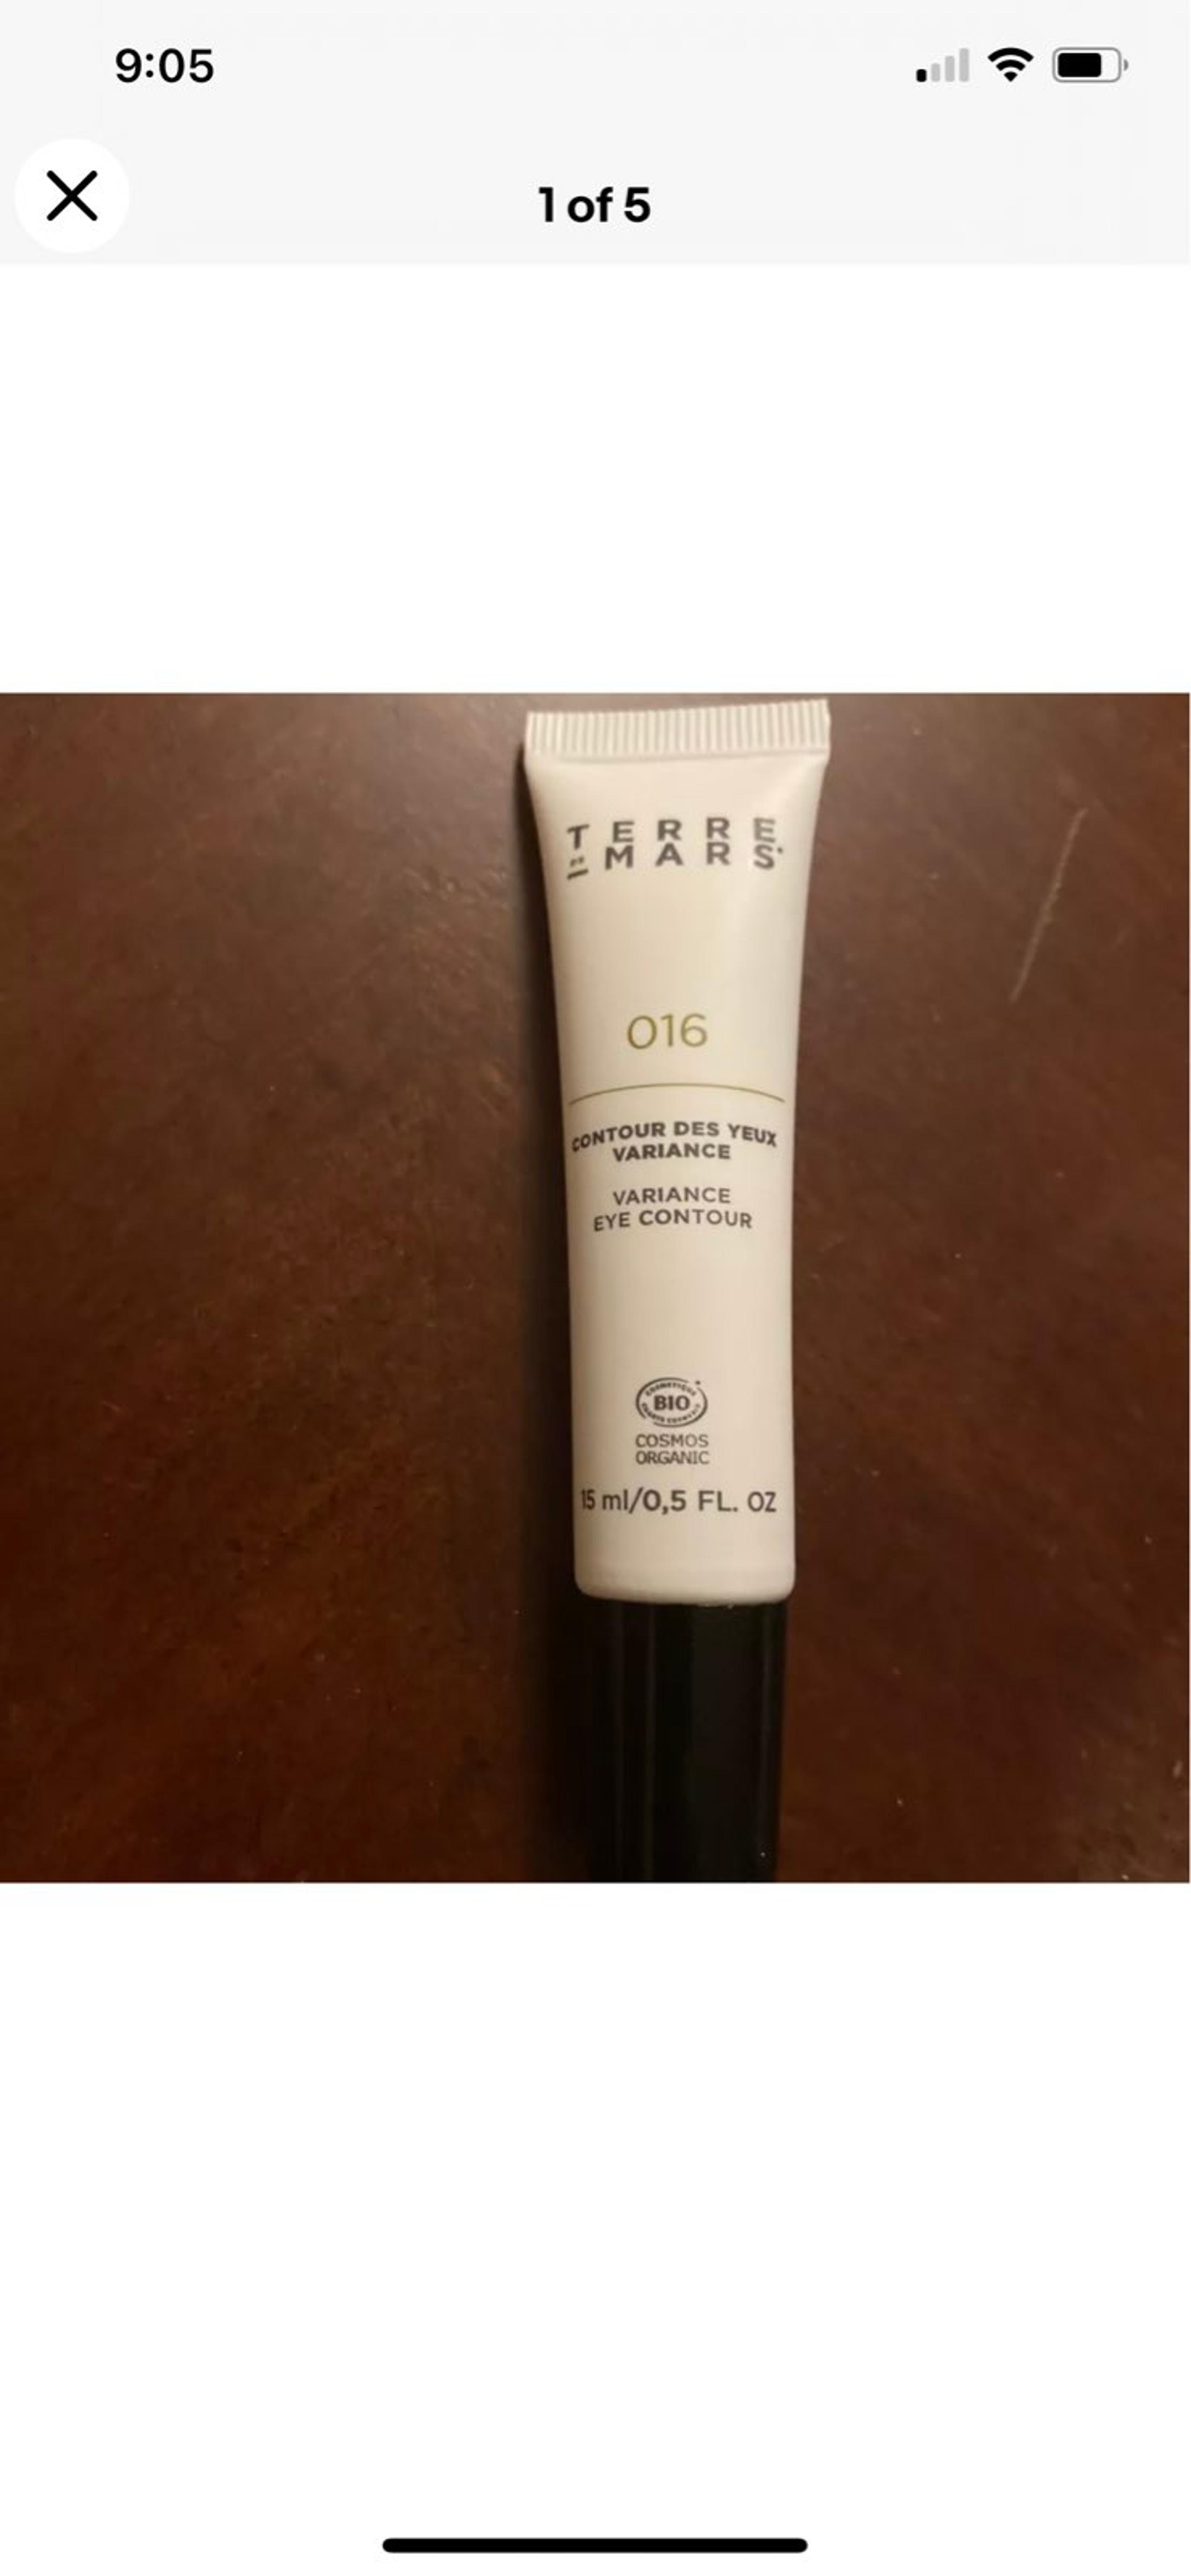 9:05
1 of 5
TERRE
DE MARS
016
CONTOUR DES YEUX
VARIANCE
VARIANCE
EYE CONTOUR
COSMÉTIQUE
BIO
COSMOS
ORGANIC
15 ml/0,5 FL. OZ